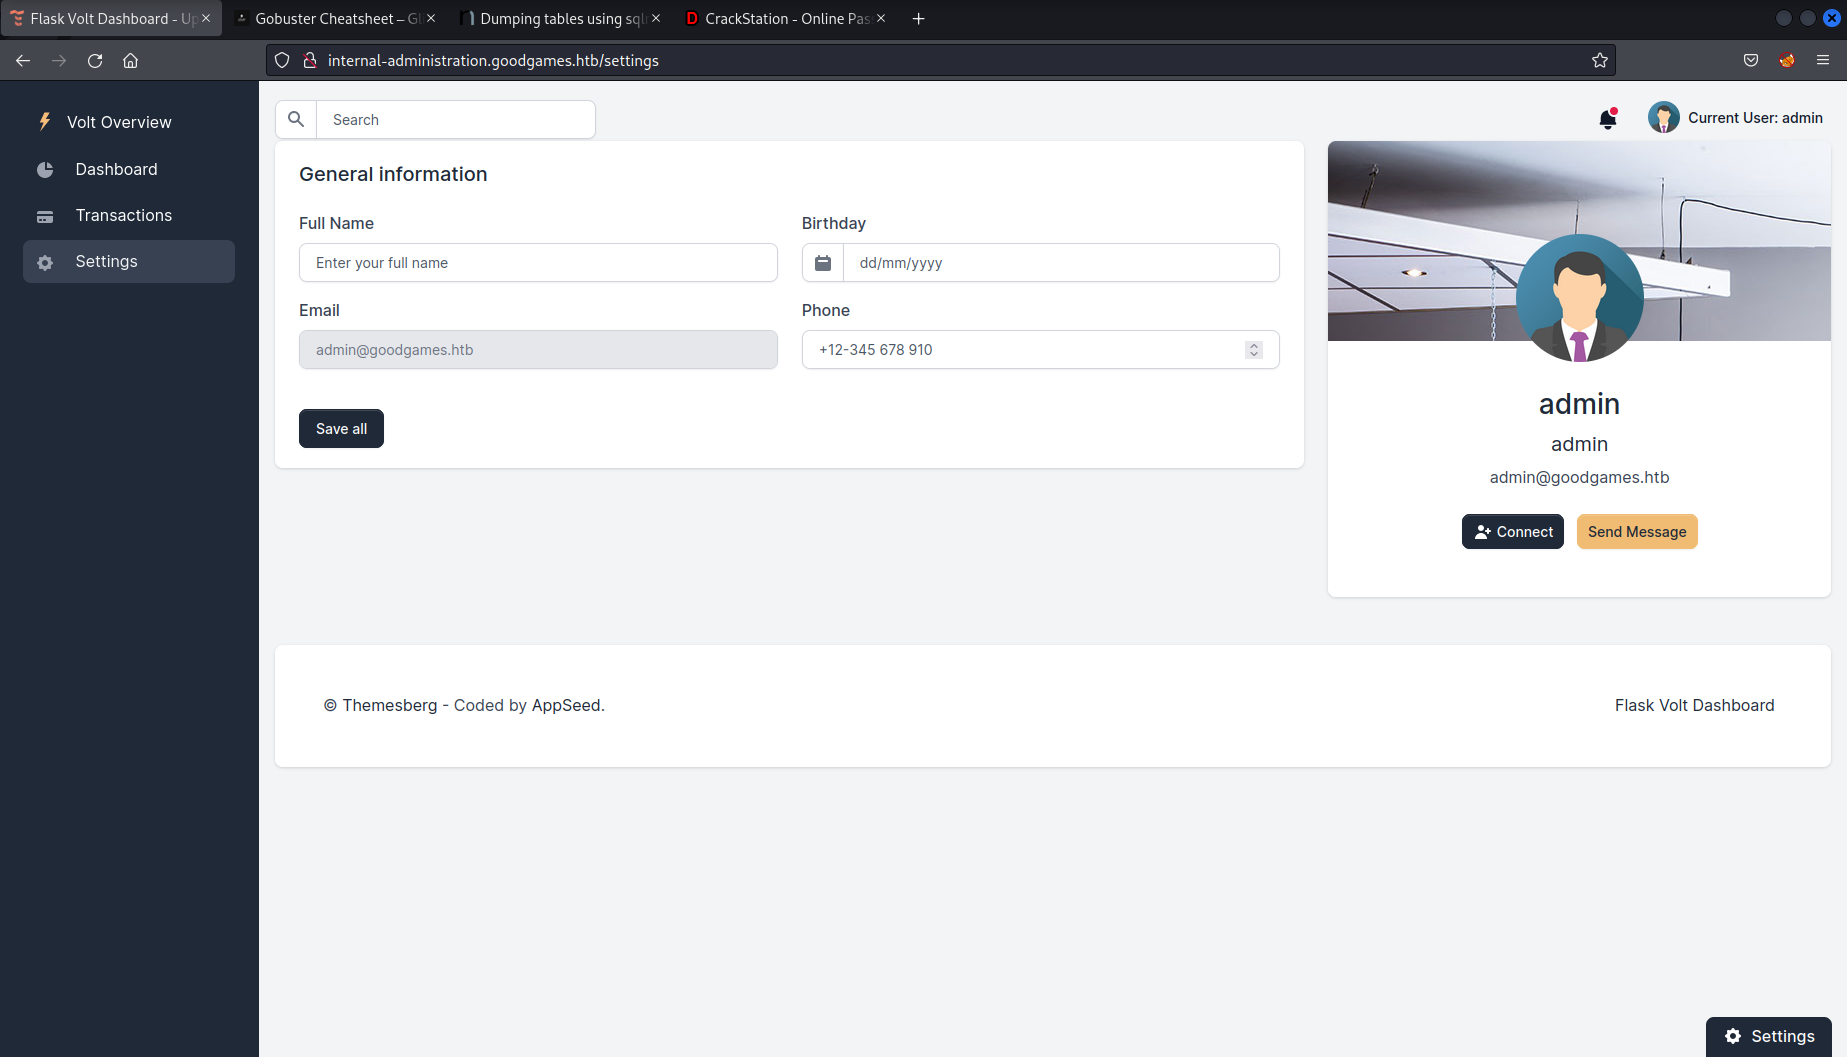 Flask Volt Dashboard - Up
Gobuster Cheatsheet – Gl
Dumping tables using sql
CrackStation - Online Pas
internal-administration.goodgames.htb/settings
Volt Overview
Dashboard
Transactions
Settings
Search
Current User: admin
General information
Full Name
Birthday
Enter your full name
dd/mm/yyyy
Email
Phone
admin@goodgames.htb
+12-345 678 910
Save all
admin
admin
admin@goodgames.htb
Connect
Send Message
© Themesberg - Coded by AppSeed.
Flask Volt Dashboard
Settings